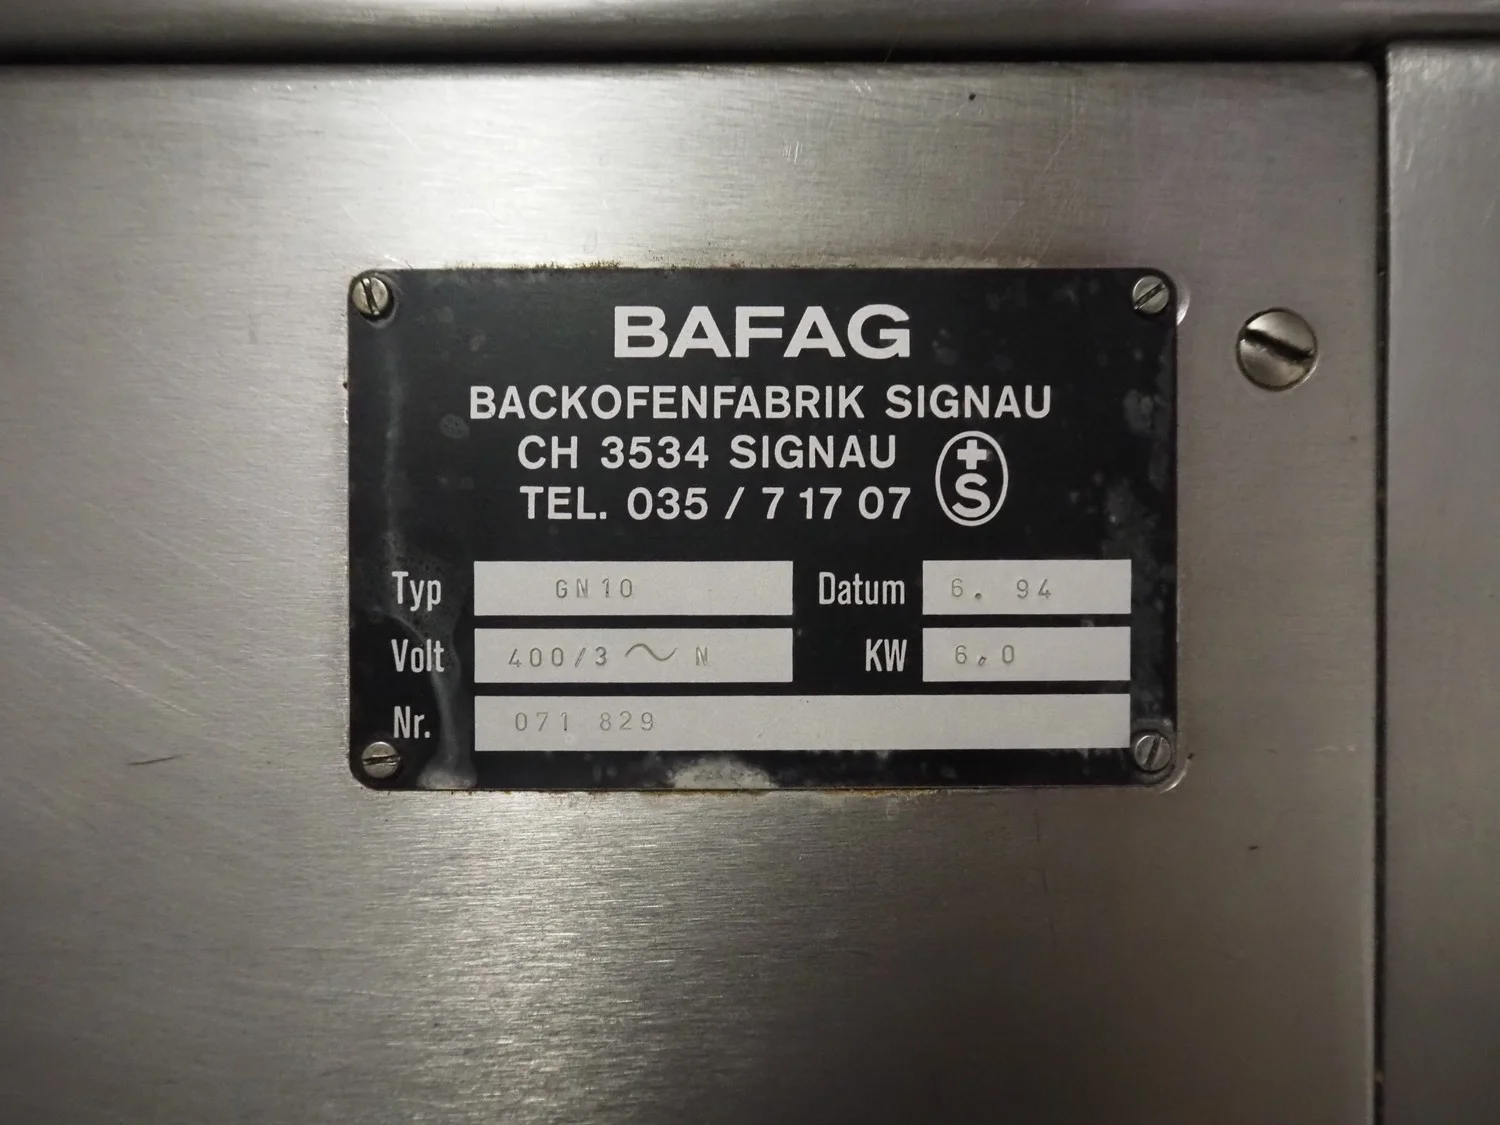 BAFAG
BACKOFENFABRIK SIGNAU
CH 3534 SIGNAU
TEL. 035 / 7 17 07
+S
Typ GN10 Datum 6. 94
Volt 400/3 ~ N KW 6,0
Nr. 071 829